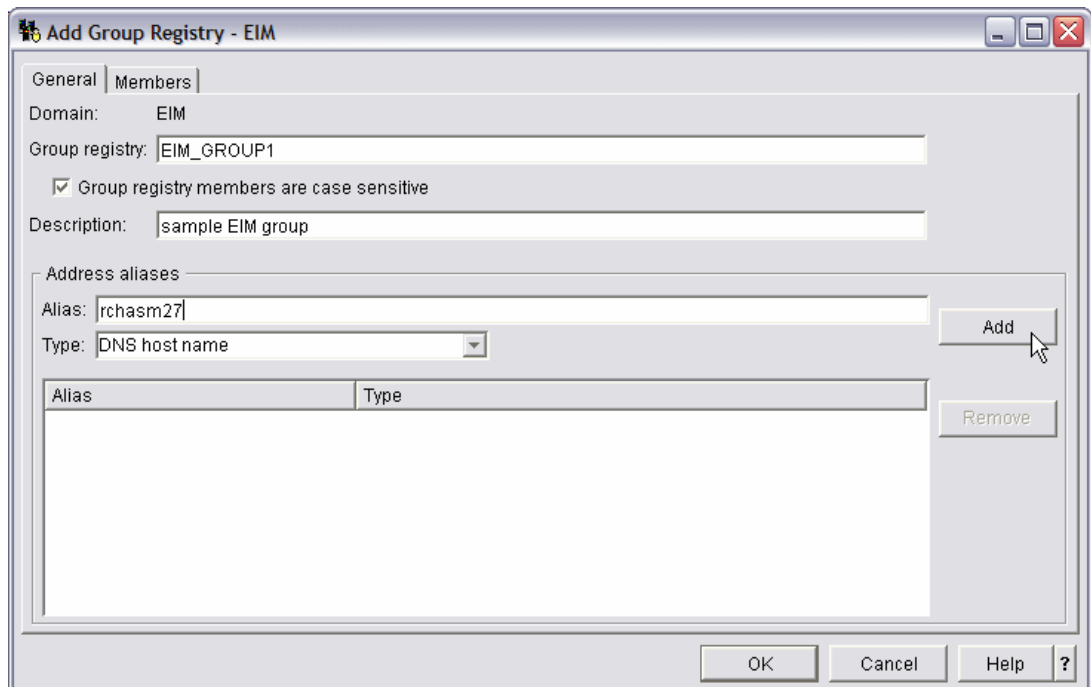 Add Group Registry - EIM
General Members
Domain: EIM
Group registry: EIM_GROUP1
Group registry members are case sensitive
Description: sample EIM group
Address aliases
Alias: rchasm27
Add
Type: DNS host name
Alias Type
Remove
OK Cancel Help ?